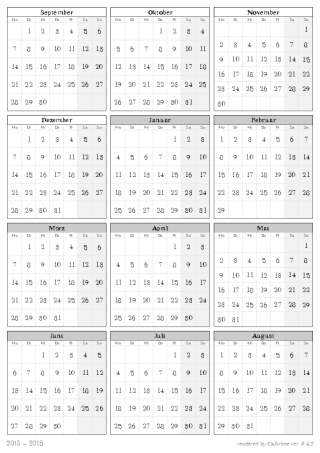 September
Mo Di Mi Do Fr Sa So
1 2 3 4 5 6
7 8 9 10 11 12 13
14 15 16 17 18 19 20
21 22 23 24 25 26 27
28 29 30
Oktober
Mo Di Mi Do Fr Sa So
1 2 3 4
5 6 7 8 9 10 11
12 13 14 15 16 17 18
19 20 21 22 23 24 25
26 27 28 29 30 31
November
Mo Di Mi Do Fr Sa So
1
2 3 4 5 6 7 8
9 10 11 12 13 14 15
16 17 18 19 20 21 22
23 24 25 26 27 28 29
30
Dezember
Mo Di Mi Do Fr Sa So
1 2 3 4 5 6
7 8 9 10 11 12 13
14 15 16 17 18 19 20
21 22 23 24 25 26 27
28 29 30 31
Januar
Mo Di Mi Do Fr Sa So
1 2 3
4 5 6 7 8 9 10
11 12 13 14 15 16 17
18 19 20 21 22 23 24
25 26 27 28 29 30 31
Februar
Mo Di Mi Do Fr Sa So
1 2 3 4 5 6 7
8 9 10 11 12 13 14
15 16 17 18 19 20 21
22 23 24 25 26 27 28
29
März
Mo Di Mi Do Fr Sa So
1 2 3 4 5 6
7 8 9 10 11 12 13
14 15 16 17 18 19 20
21 22 23 24 25 26 27
28 29 30 31
April
Mo Di Mi Do Fr Sa So
1 2 3
4 5 6 7 8 9 10
11 12 13 14 15 16 17
18 19 20 21 22 23 24
25 26 27 28 29 30
Mai
Mo Di Mi Do Fr Sa So
1
2 3 4 5 6 7 8
9 10 11 12 13 14 15
16 17 18 19 20 21 22
23 24 25 26 27 28 29
30 31
Juni
Mo Di Mi Do Fr Sa So
1 2 3 4 5
6 7 8 9 10 11 12
13 14 15 16 17 18 19
20 21 22 23 24 25 26
27 28 29 30
Juli
Mo Di Mi Do Fr Sa So
1 2 3
4 5 6 7 8 9 10
11 12 13 14 15 16 17
18 19 20 21 22 23 24
25 26 27 28 29 30 31
August
Mo Di Mi Do Fr Sa So
1 2 3 4 5 6 7
8 9 10 11 12 13 14
15 16 17 18 19 20 21
22 23 24 25 26 27 28
29 30 31
2015 – 2016
rendered by ver. 0.4.2